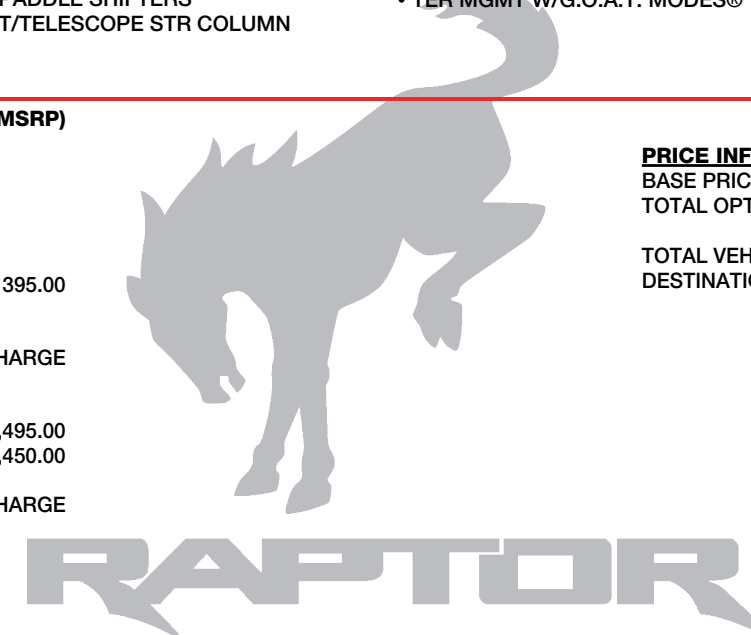 PADDLE SHIFTERS
T/TELESCOPE STR COLUMN
• TER MGMT W/G.O.A.T. MODES®
MSRP)
395.00
HARGE
,495.00
,450.00
HARGE
PRICE INF
BASE PRIC
TOTAL OPT
TOTAL VEH
DESTINATIO
RAPTOR